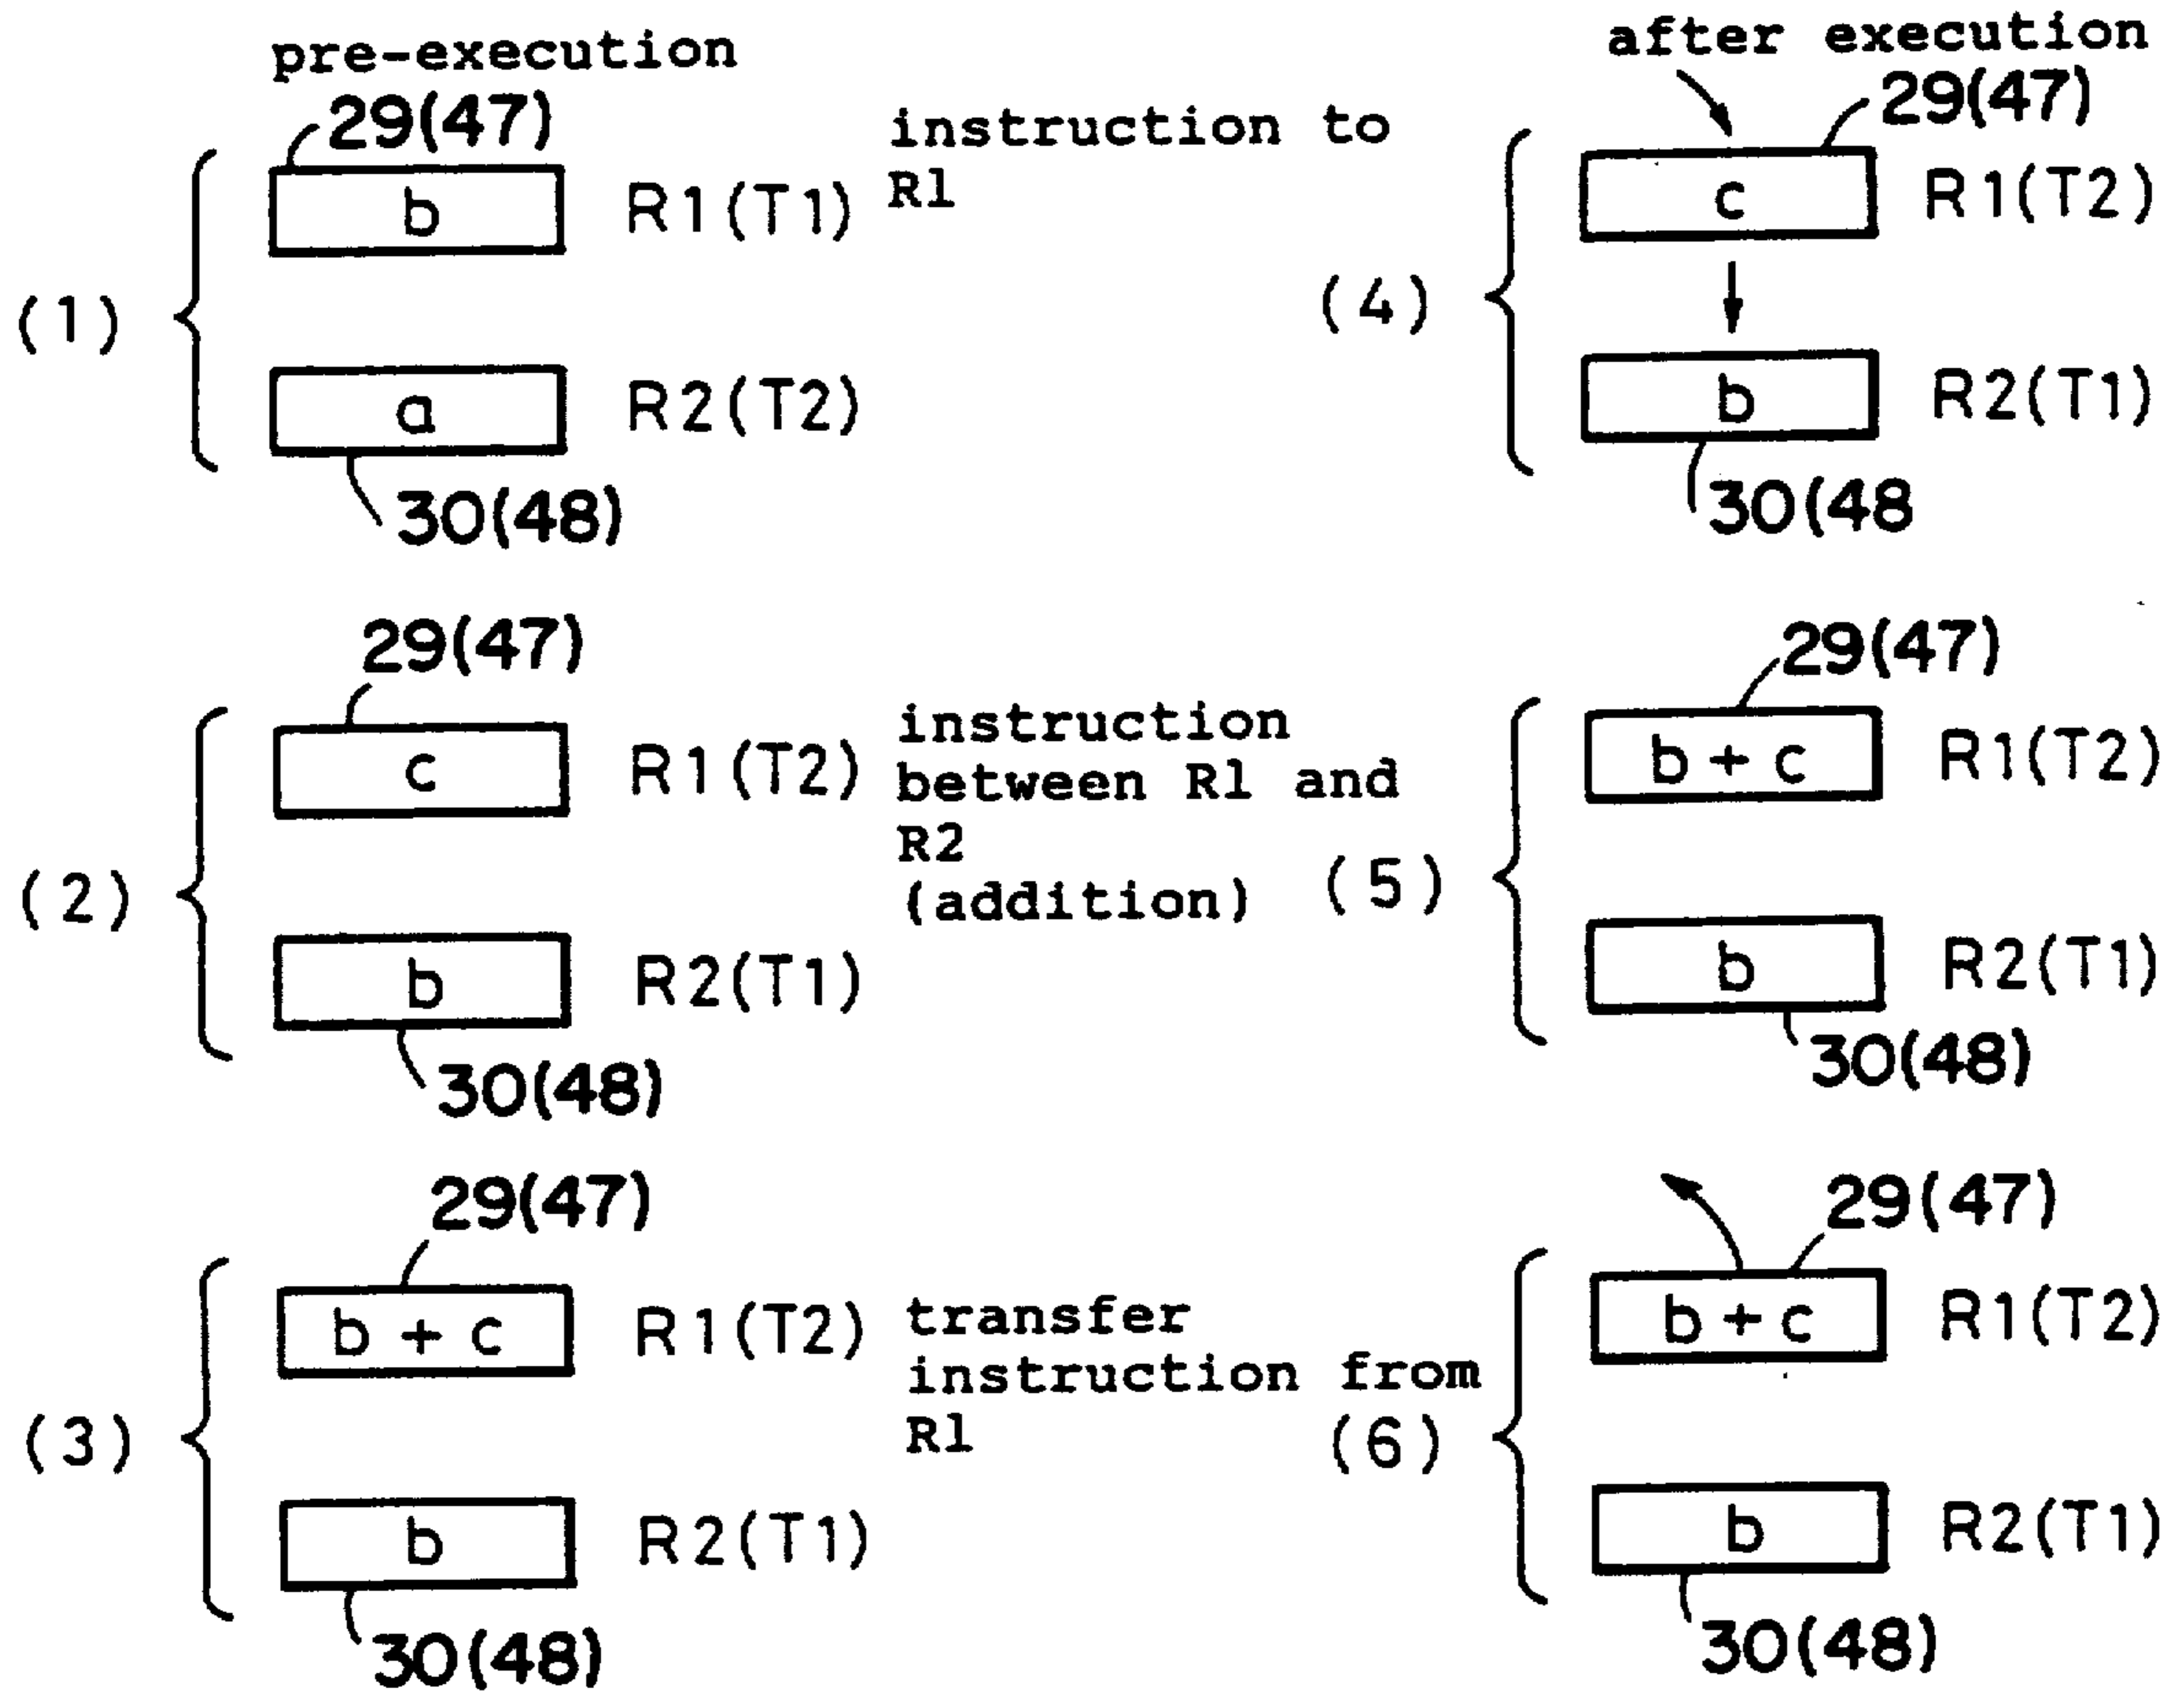 pre-execution
after execution
29(47)
29(47)
instruction to
R1
b
R1(T1)
c
R1(T2)
(1)
(4)
a
R2(T2)
b
R2(T1)
30(48)
30(48
29(47)
29(47)
c
R1(T2)
instruction
between R1 and
R2
(addition)
b + c
R1(T2)
(2)
(5)
b
R2(T1)
b
R2(T1)
30(48)
30(48)
29(47)
29(47)
b + c
R1(T2)
transfer
instruction from
R1
b + c
R1(T2)
(3)
(6)
b
R2(T1)
b
R2(T1)
30(48)
30(48)